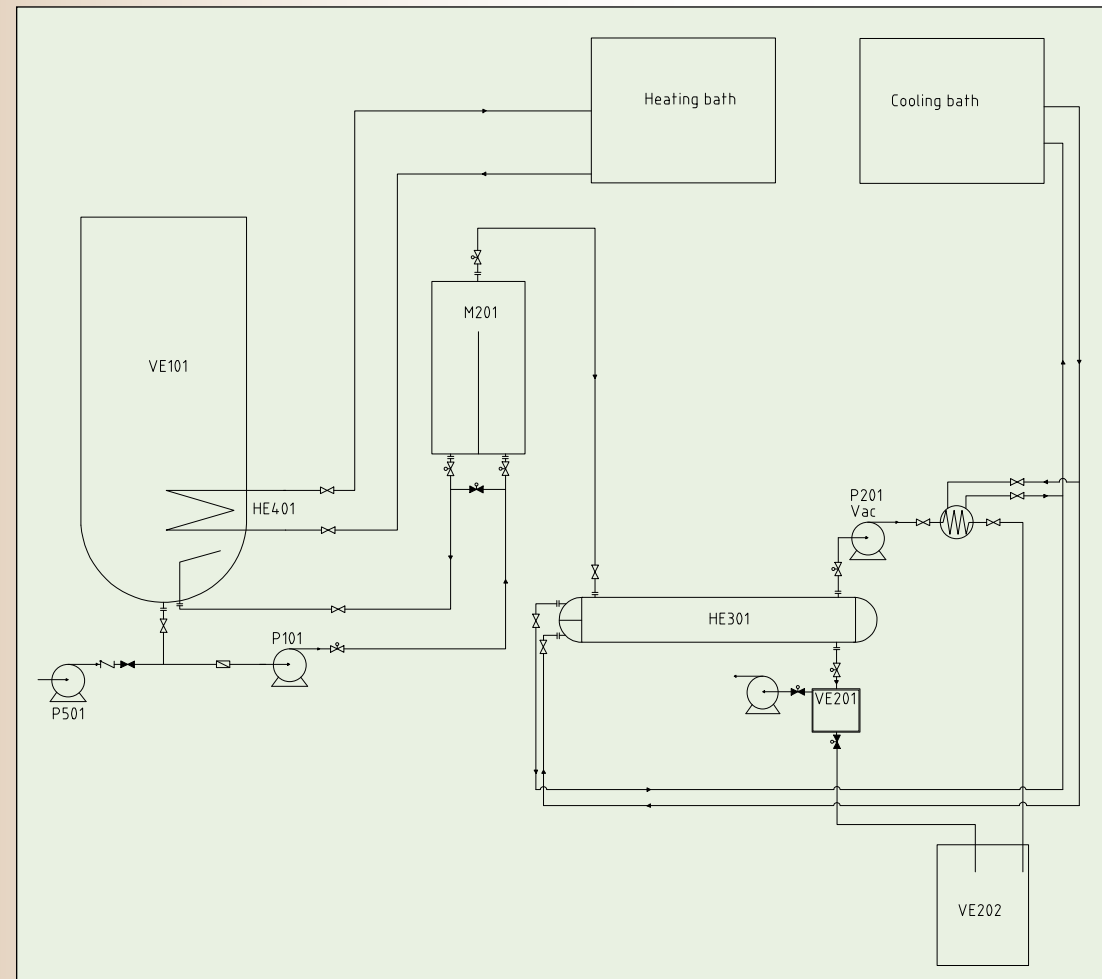 Heating bath
Cooling bath
M201
VE101
HE401
P201
Vac
HE301
P101
VE201
P501
VE202